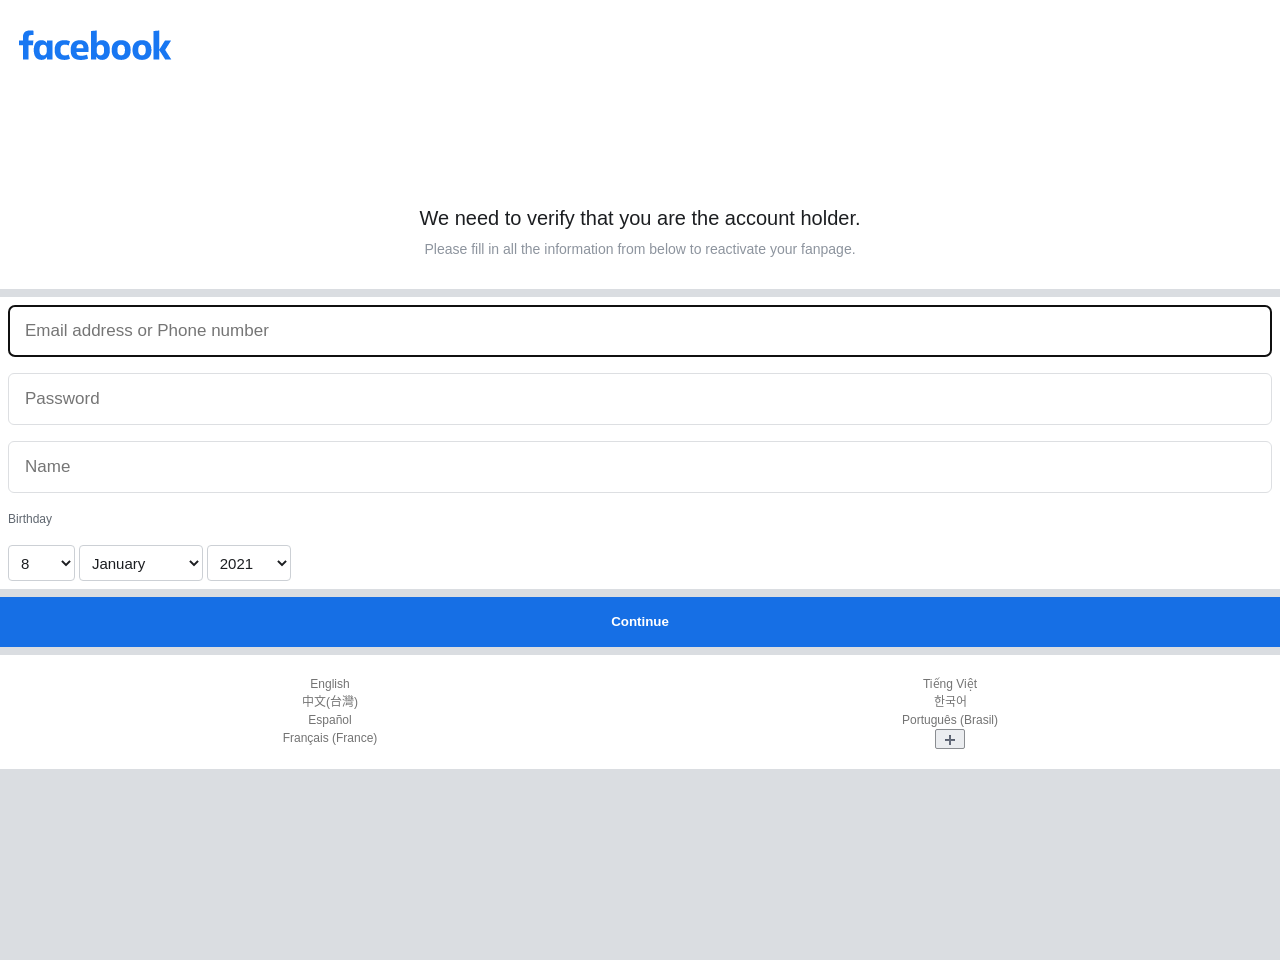 facebook
We need to verify that you are the account holder.
Please fill in all the information from below to reactivate your fanpage.
Email address or Phone number
Password
Name
Birthday
8 January 2021
Continue
English
中文(台灣)
Español
Français (France)
Tiếng Việt
한국어
Português (Brasil)